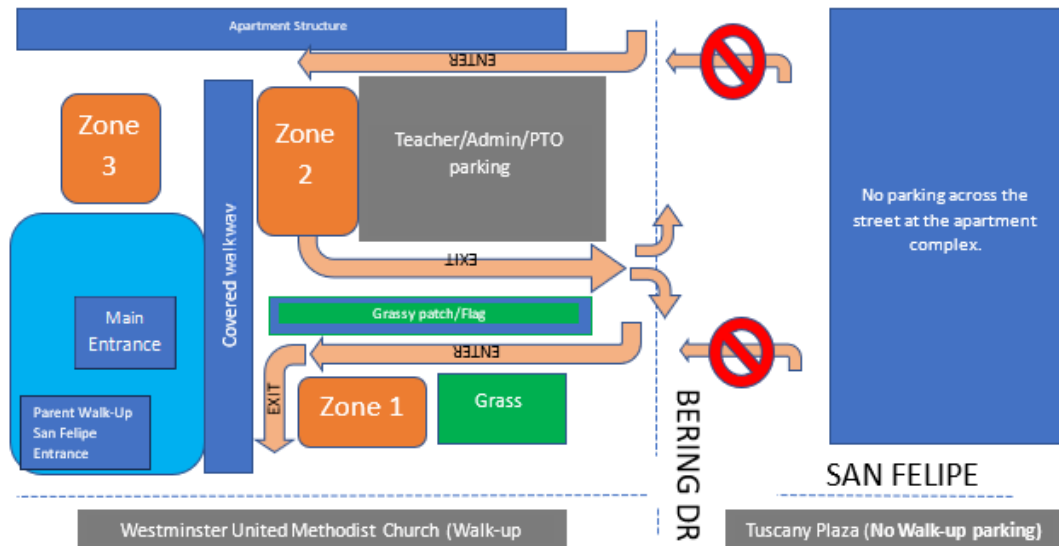 Apartment Structure
ENTER
Zone
3
Zone
2
Teacher/Admin/PTO
parking
No parking across the
street at the apartment
complex.
Covered walkway
EXIT
Grassy patch/Flag
Main
Entrance
ENTER
EXIT
Zone 1
Grass
Parent Walk-Up
San Felipe
Entrance
BERING DR
SAN FELIPE
Westminster United Methodist Church (Walk-up
Tuscany Plaza (No Walk-up parking)